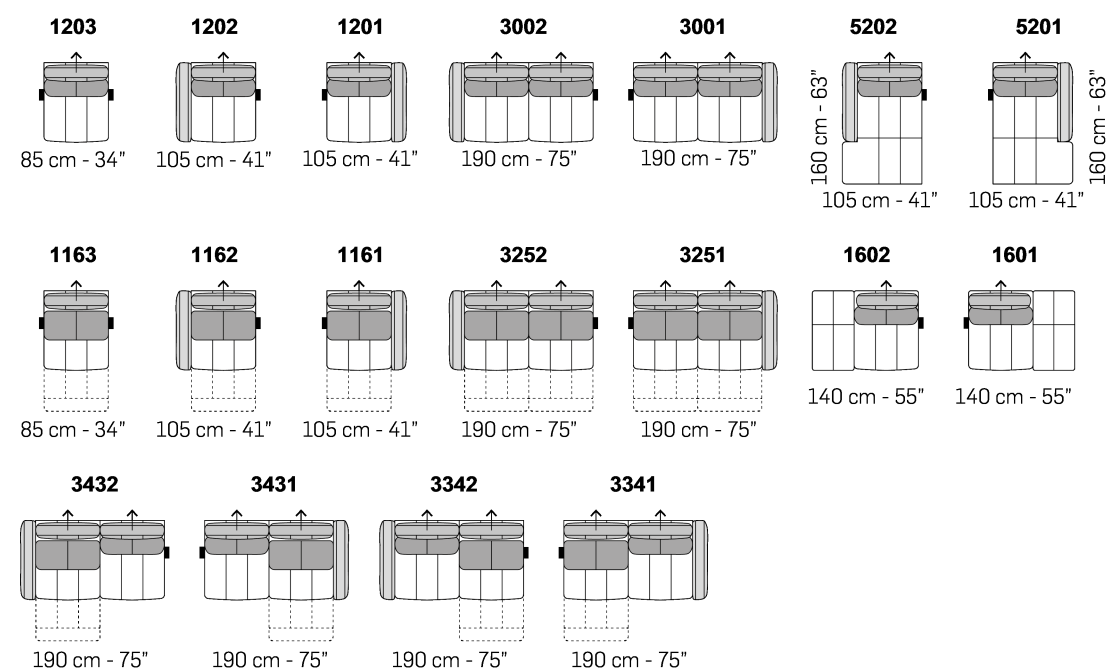 1203 1202 1201 3002 3001 5202 5201
160 cm - 63” 160 cm - 63”
85 cm - 34” 105 cm - 41” 105 cm - 41” 190 cm - 75” 190 cm - 75”
105 cm - 41” 105 cm - 41”
1163 1162 1161 3252 3251 1602 1601
140 cm - 55” 140 cm - 55”
85 cm - 34” 105 cm - 41” 105 cm - 41” 190 cm - 75” 190 cm - 75”
3432 3431 3342 3341
190 cm - 75” 190 cm - 75” 190 cm - 75” 190 cm - 75”